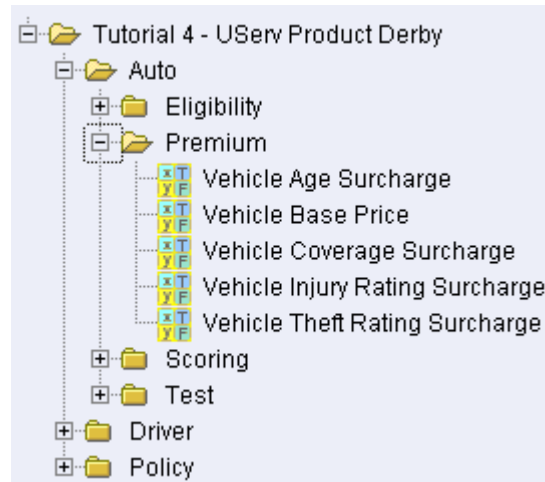 Tutorial 4 - UServ Product Derby
Auto
Eligibility
Premium
Vehicle Age Surcharge
Vehicle Base Price
Vehicle Coverage Surcharge
Vehicle Injury Rating Surcharge
Vehicle Theft Rating Surcharge
Scoring
Test
Driver
Policy